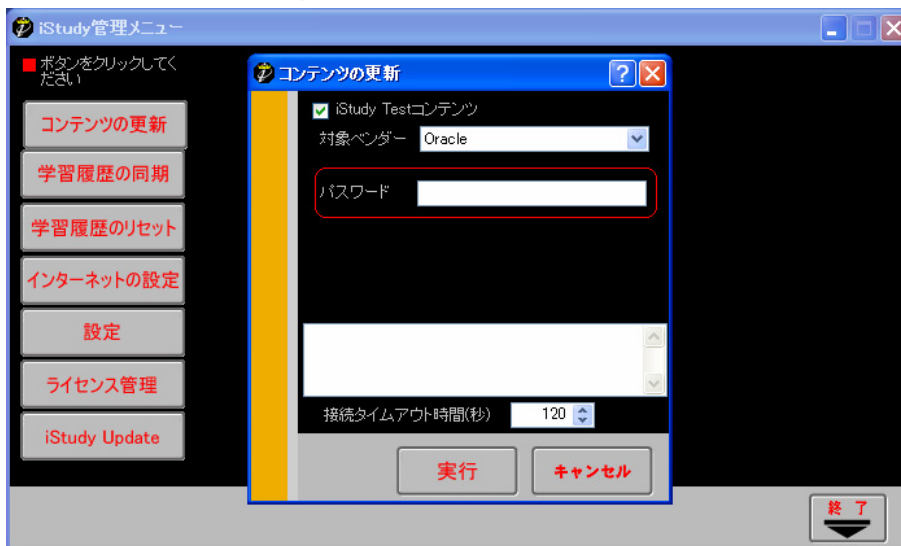 iStudy管理メニュー
ボタンをクリックしてく
ださい
コンテンツの更新
学習履歴の同期
学習履歴のリセット
インターネットの設定
設定
ライセンス管理
iStudy Update
コンテンツの更新
iStudy Testコンテンツ
対象ベンダー Oracle
パスワード
接続タイムアウト時間(秒) 120
実行 キャンセル
終了